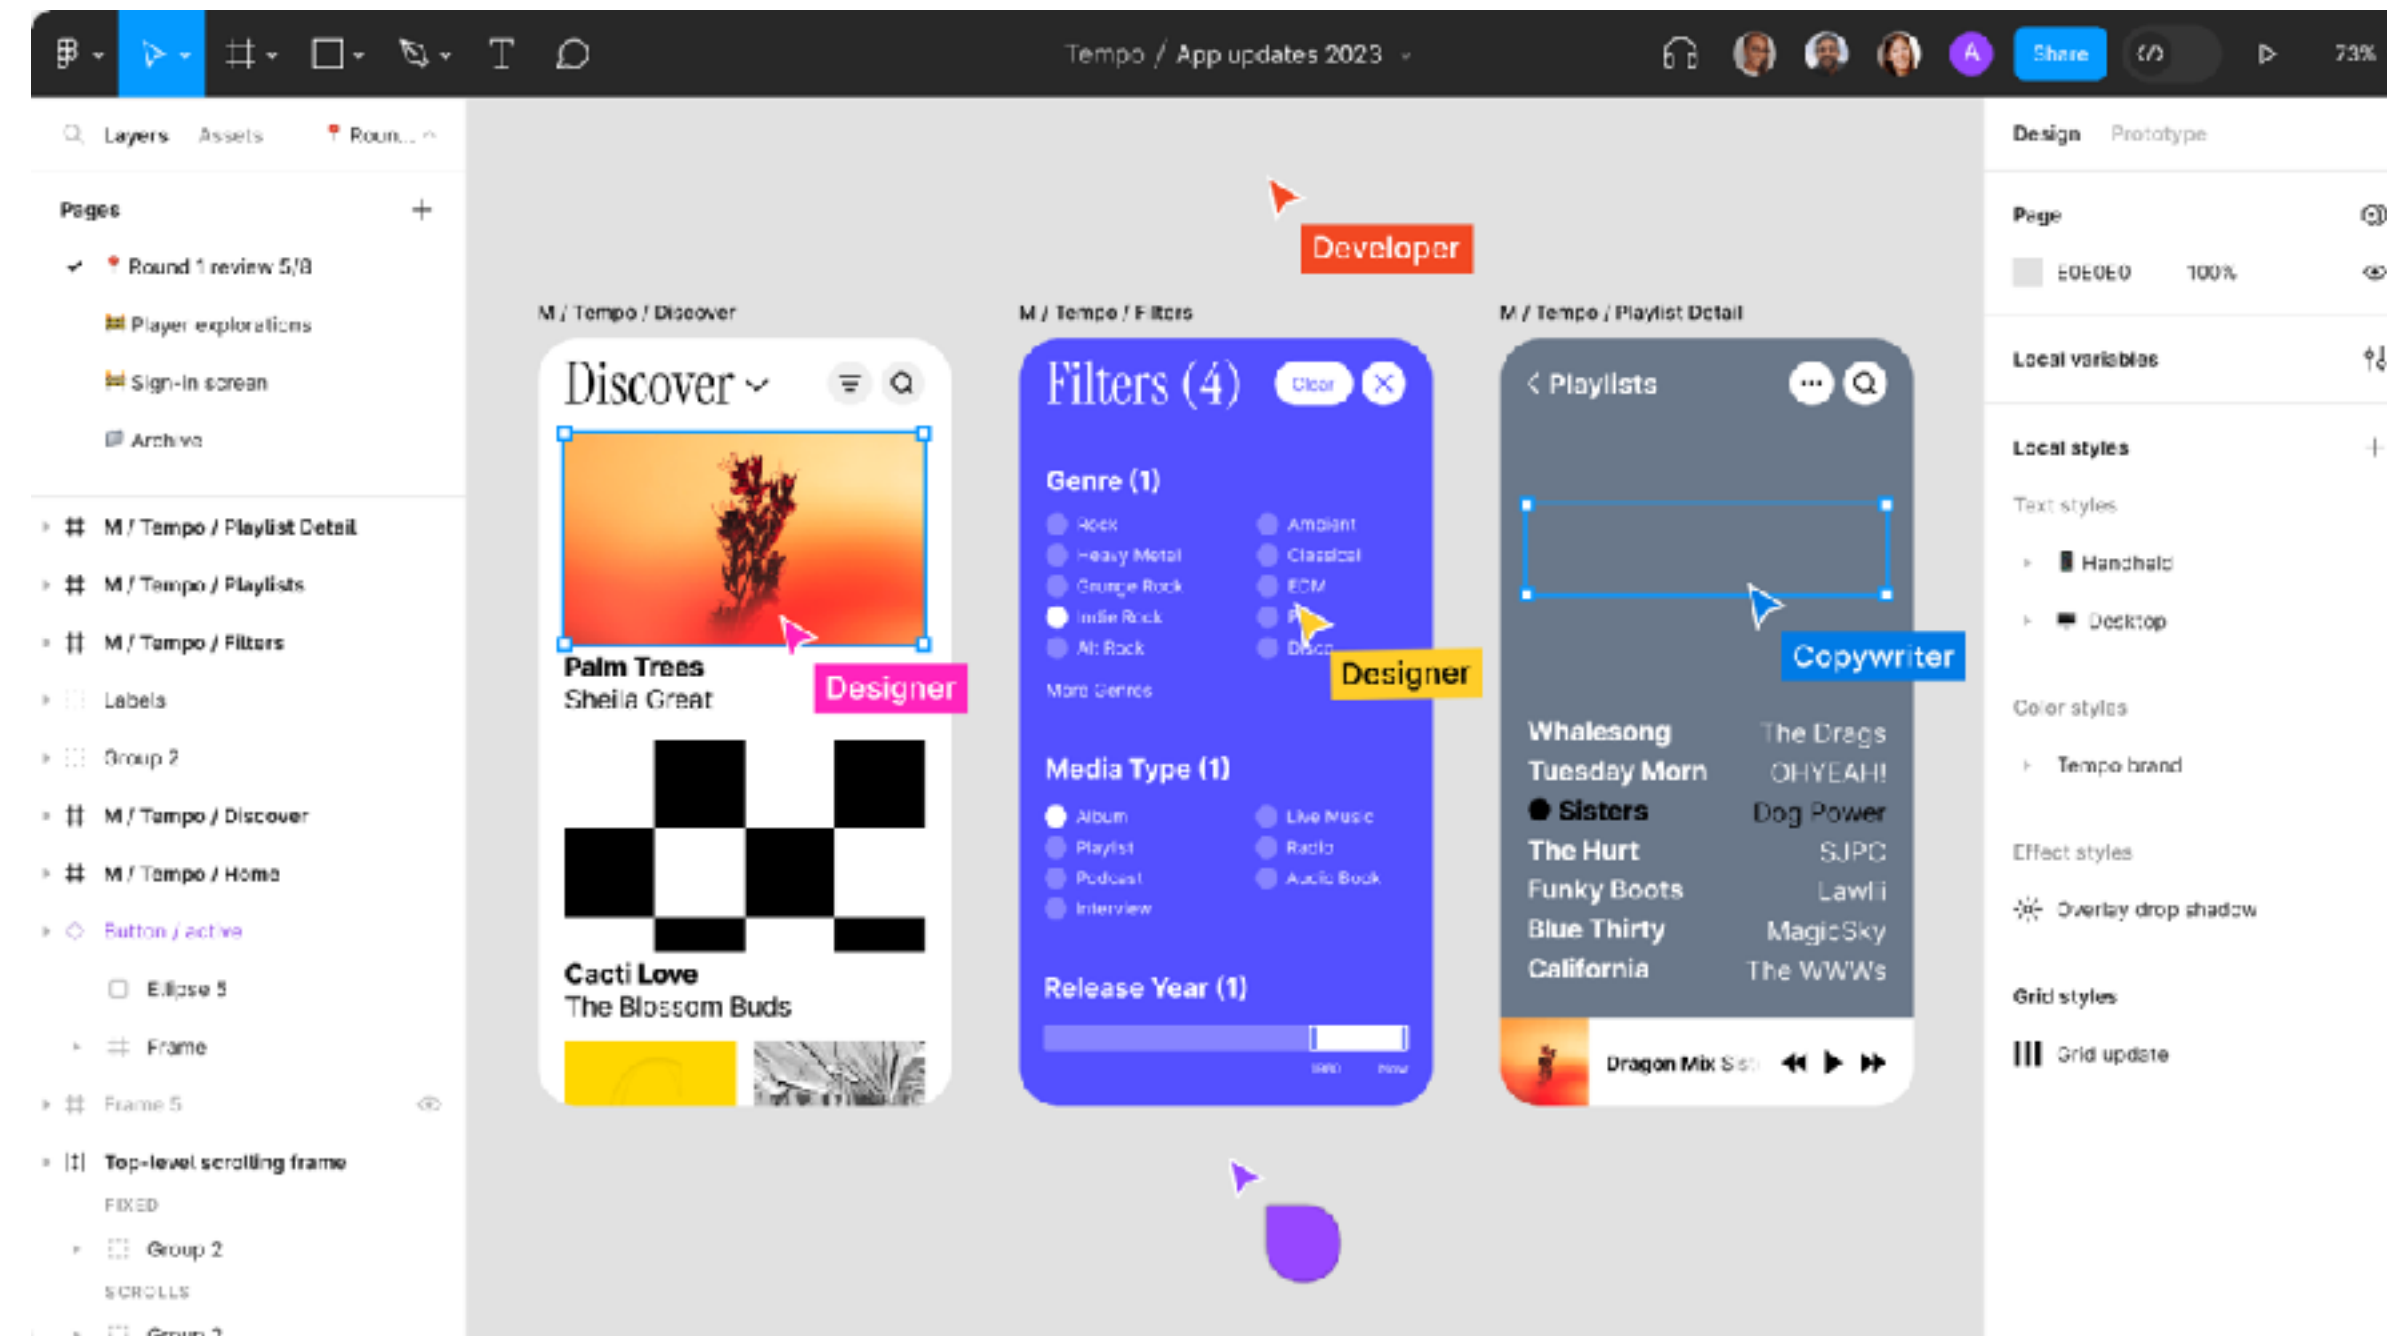 Tempo / App updates 2023
A
Share
73%
Layers
Assets
Roun...
Pages
Round 1 review 5/8
Player explorations
Sign-in screen
Archive
M / Tempo / Playlist Detail
M / Tempo / Playlists
M / Tempo / Filters
Labels
Group 2
M / Tempo / Discover
M / Tempo / Home
Button / active
Ellipse 5
Frame
Frame 5
Top-level scrolling frame
FIXED
Group 2
SCROLLS
Group 2
Developer
M / Tempo / Discover
Discover
Palm Trees
Sheila Great
Designer
Cacti Love
The Blossom Buds
M / Tempo / Filters
Filters (4)
Clear
Genre (1)
Rock
Ambient
Heavy Metal
Classical
Grunge Rock
EDM
Indie Rock
Alt Rock
Disco
Designer
More Genres
Media Type (1)
Album
Live Music
Playlist
Radio
Podcast
Audio Book
Interview
Release Year (1)
1980
Now
M / Tempo / Playlist Detail
Playlists
Copywriter
Whalesong The Drags
Tuesday Morn OHYEAH!
Sisters Dog Power
The Hurt SJPC
Funky Boots Lawlii
Blue Thirty MagicSky
California The WWWs
Dragon Mix Sist
Design
Prototype
Page
E0E0E0 100%
Local variables
Local styles
Text styles
Handheld
Desktop
Color styles
Tempo brand
Effect styles
Overlay drop shadow
Grid styles
Grid update